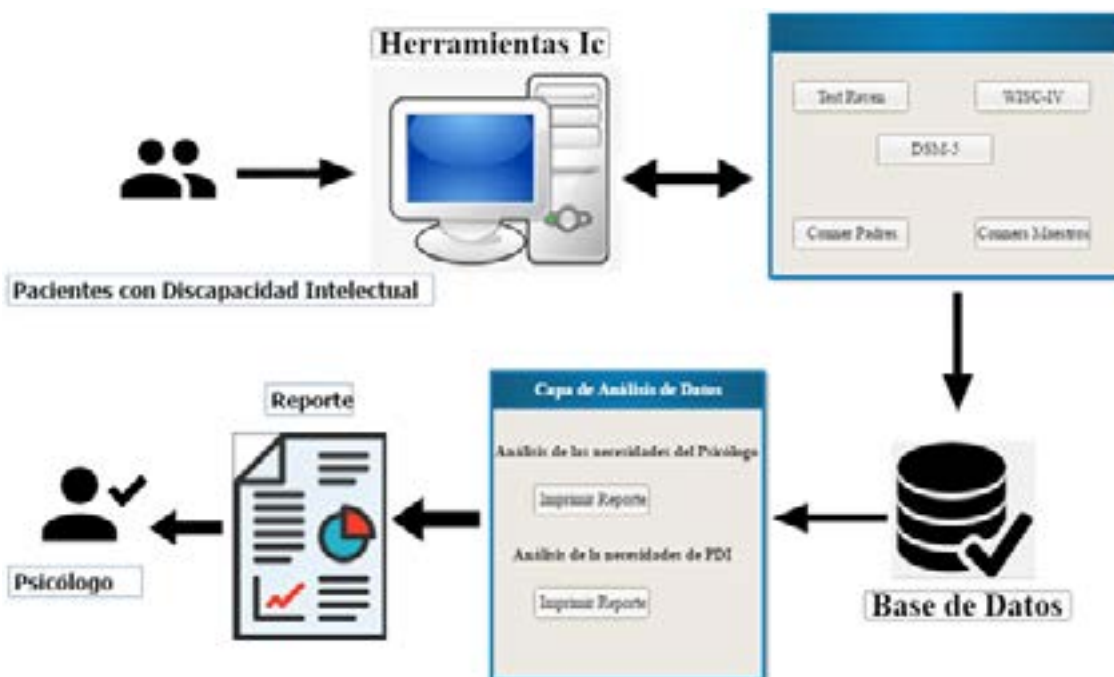 Herramientas Ic
Test Raven
WISC-IV
DSM-5
Conner Padres
Conners Maestros
Pacientes con Discapacidad Intelectual
Reporte
Capa de Análisis de Datos
Análisis de las necesidades del Psicólogo
Imprimir Reporte
Análisis de la necesidades de PDI
Imprimir Reporte
Psicólogo
Base de Datos